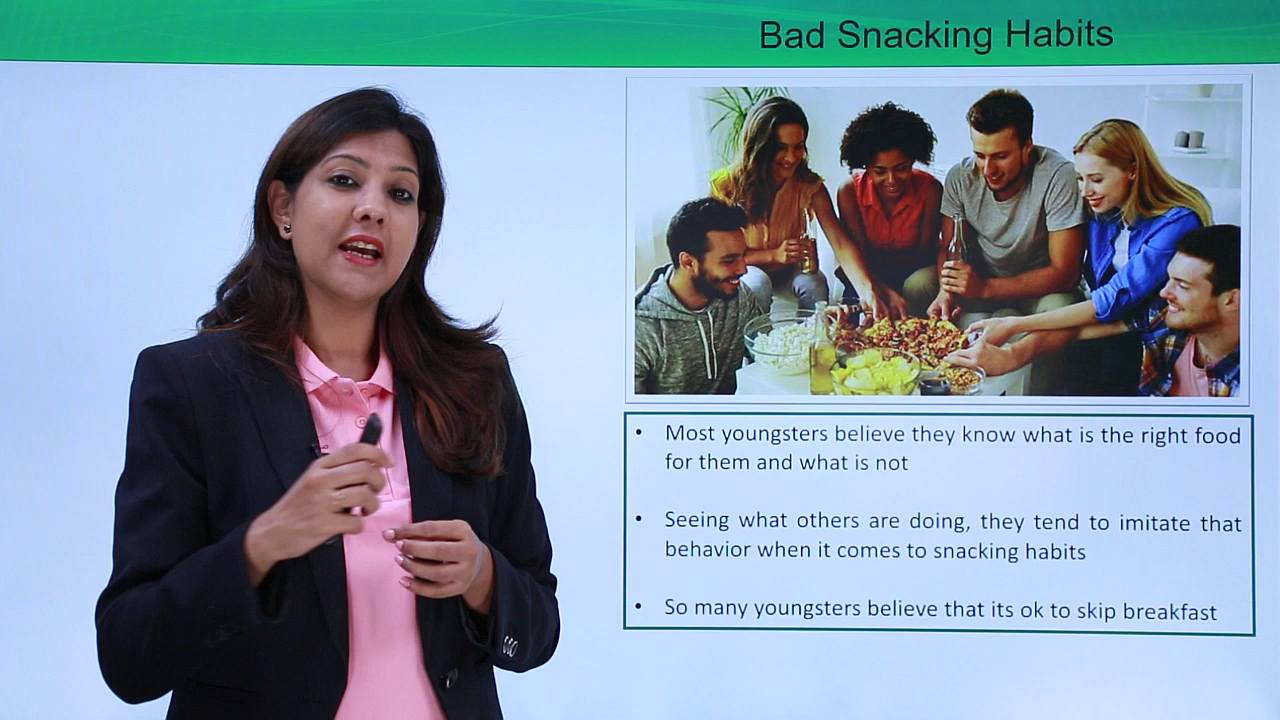 Bad Snacking Habits
• Most youngsters believe they know what is the right food
for them and what is not
• Seeing what others are doing, they tend to imitate that
behavior when it comes to snacking habits
• So many youngsters believe that its ok to skip breakfast